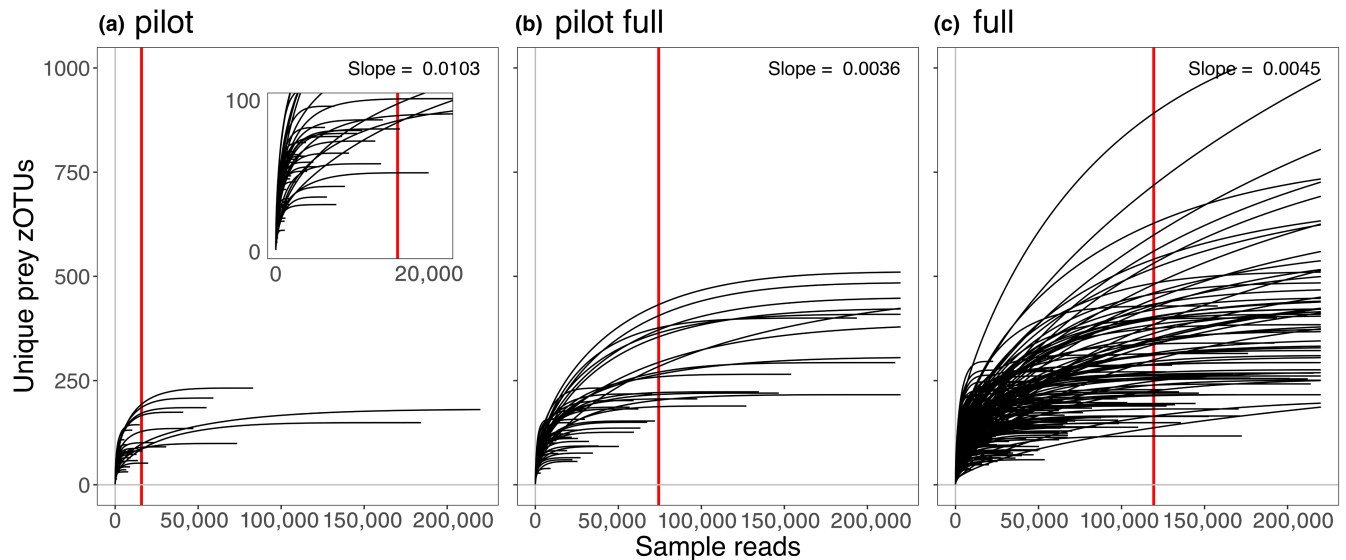 (a) pilot
(b) pilot full
(c) full
Unique prey zOTUs
1000
750
500
250
0
Slope = 0.0103
100
0
0 20,000
0 50,000 100,000 150,000 200,000
Slope = 0.0036
0 50,000 100,000 150,000 200,000
Slope = 0.0045
0 50,000 100,000 150,000 200,000
Sample reads